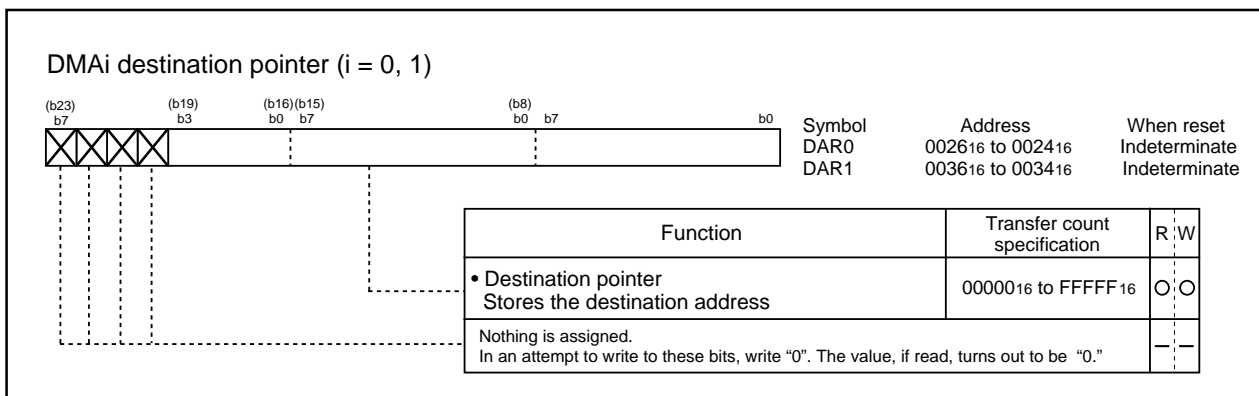 DMAi destination pointer (i = 0, 1)
(b23) (b19) (b16)(b15) (b8)
b7 b3 b0 b7 b0 b7 b0
Symbol Address When reset
DAR0 002616 to 002416 Indeterminate
DAR1 003616 to 003416 Indeterminate
Function Transfer count specification R W
• Destination pointer
Stores the destination address 0000016 to FFFFF16 O O
Nothing is assigned.
In an attempt to write to these bits, write “0”. The value, if read, turns out to be “0.” – –